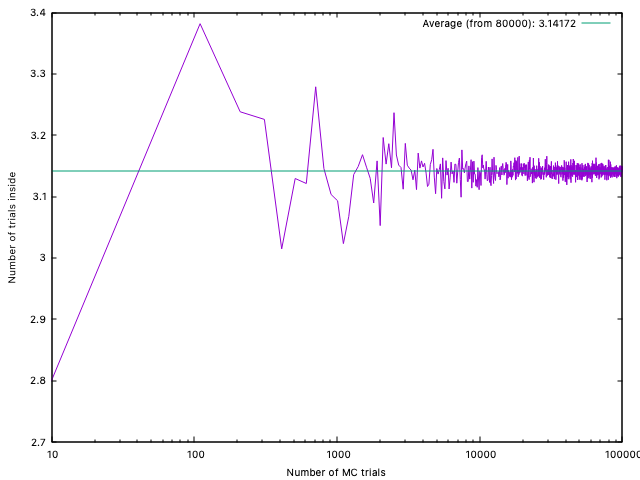 Average (from 80000): 3.14172
3.4
3.3
3.2
3.1
3
2.9
2.8
2.7
Number of trials inside
10 100 1000 10000 100000
Number of MC trials